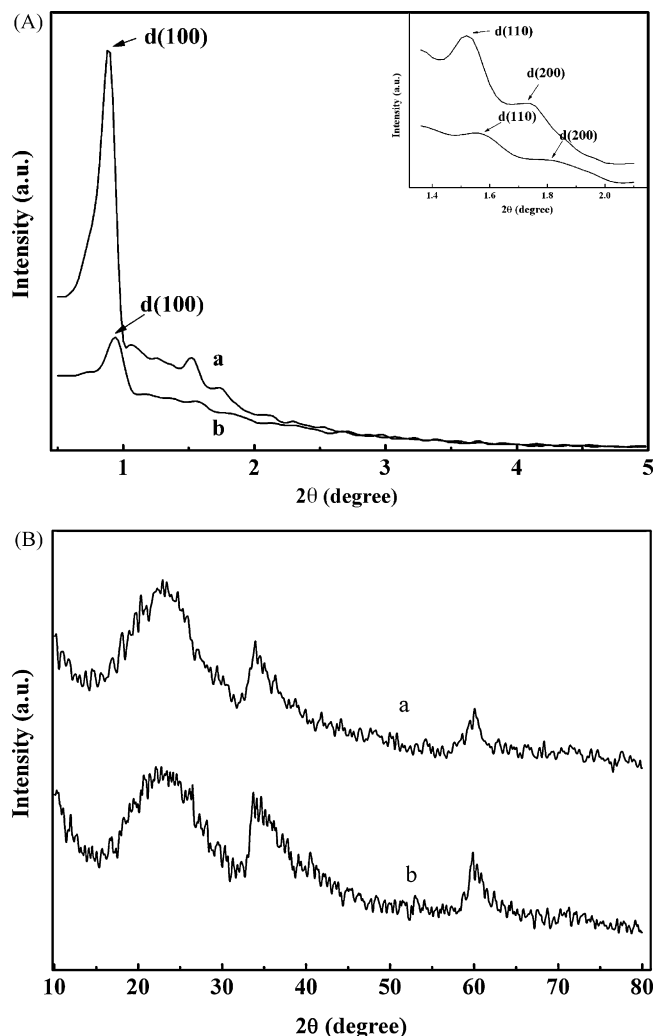 (A)
d(100)
d(100)
a
b
Intensity (a.u.)
1 2 3 4 5
2θ (degree)
d(110)
d(200)
d(110)
d(200)
Intensity (a.u.)
1.4 1.6 1.8 2.0
2θ (degree)
(B)
a
b
Intensity (a.u.)
10 20 30 40 50 60 70 80
2θ (degree)